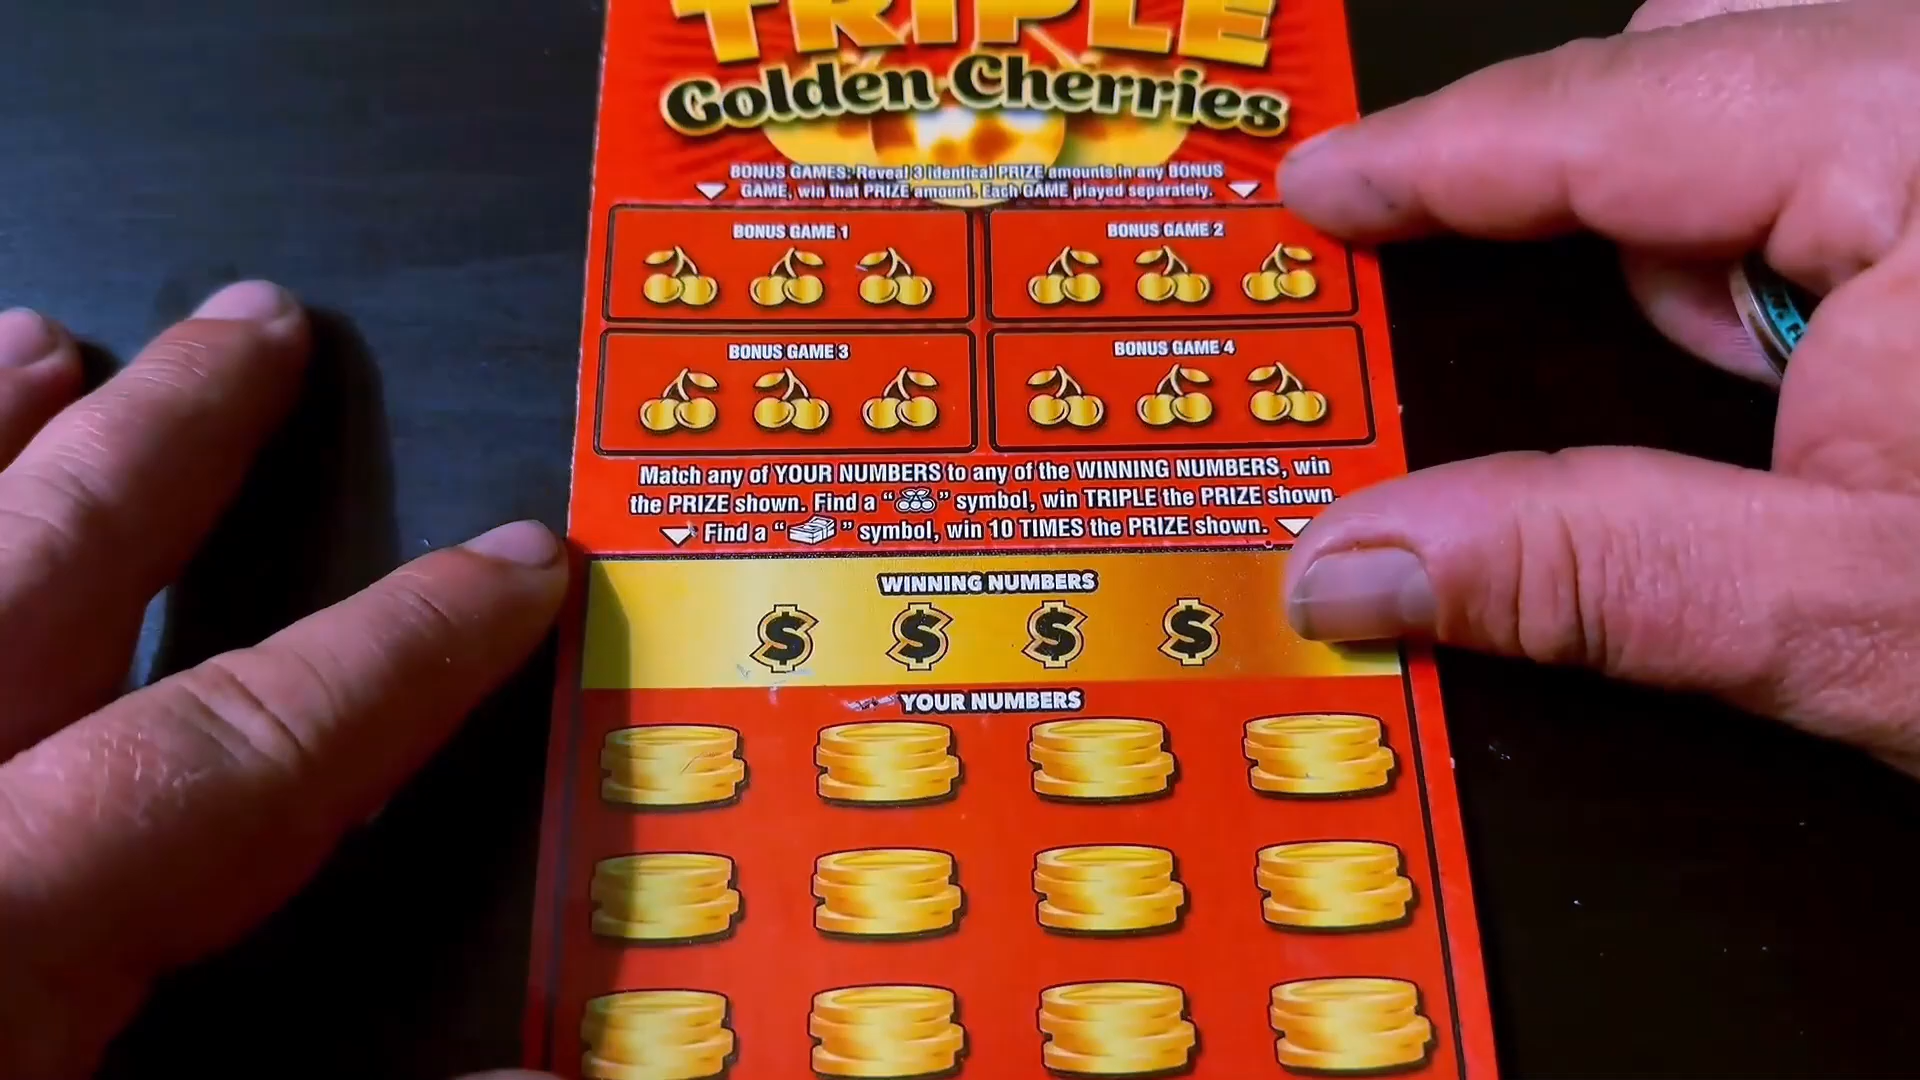 TRIPLE
Golden Cherries
BONUS GAMES: Reveal 3 identical PRIZE amounts in any BONUS
GAME, win that PRIZE amount. Each GAME played separately.
BONUS GAME 1
BONUS GAME 2
BONUS GAME 3
BONUS GAME 4
Match any of YOUR NUMBERS to any of the WINNING NUMBERS, win
the PRIZE shown. Find a “ ” symbol, win TRIPLE the PRIZE shown.
Find a “ ” symbol, win 10 TIMES the PRIZE shown.
WINNING NUMBERS
$ $ $ $
YOUR NUMBERS